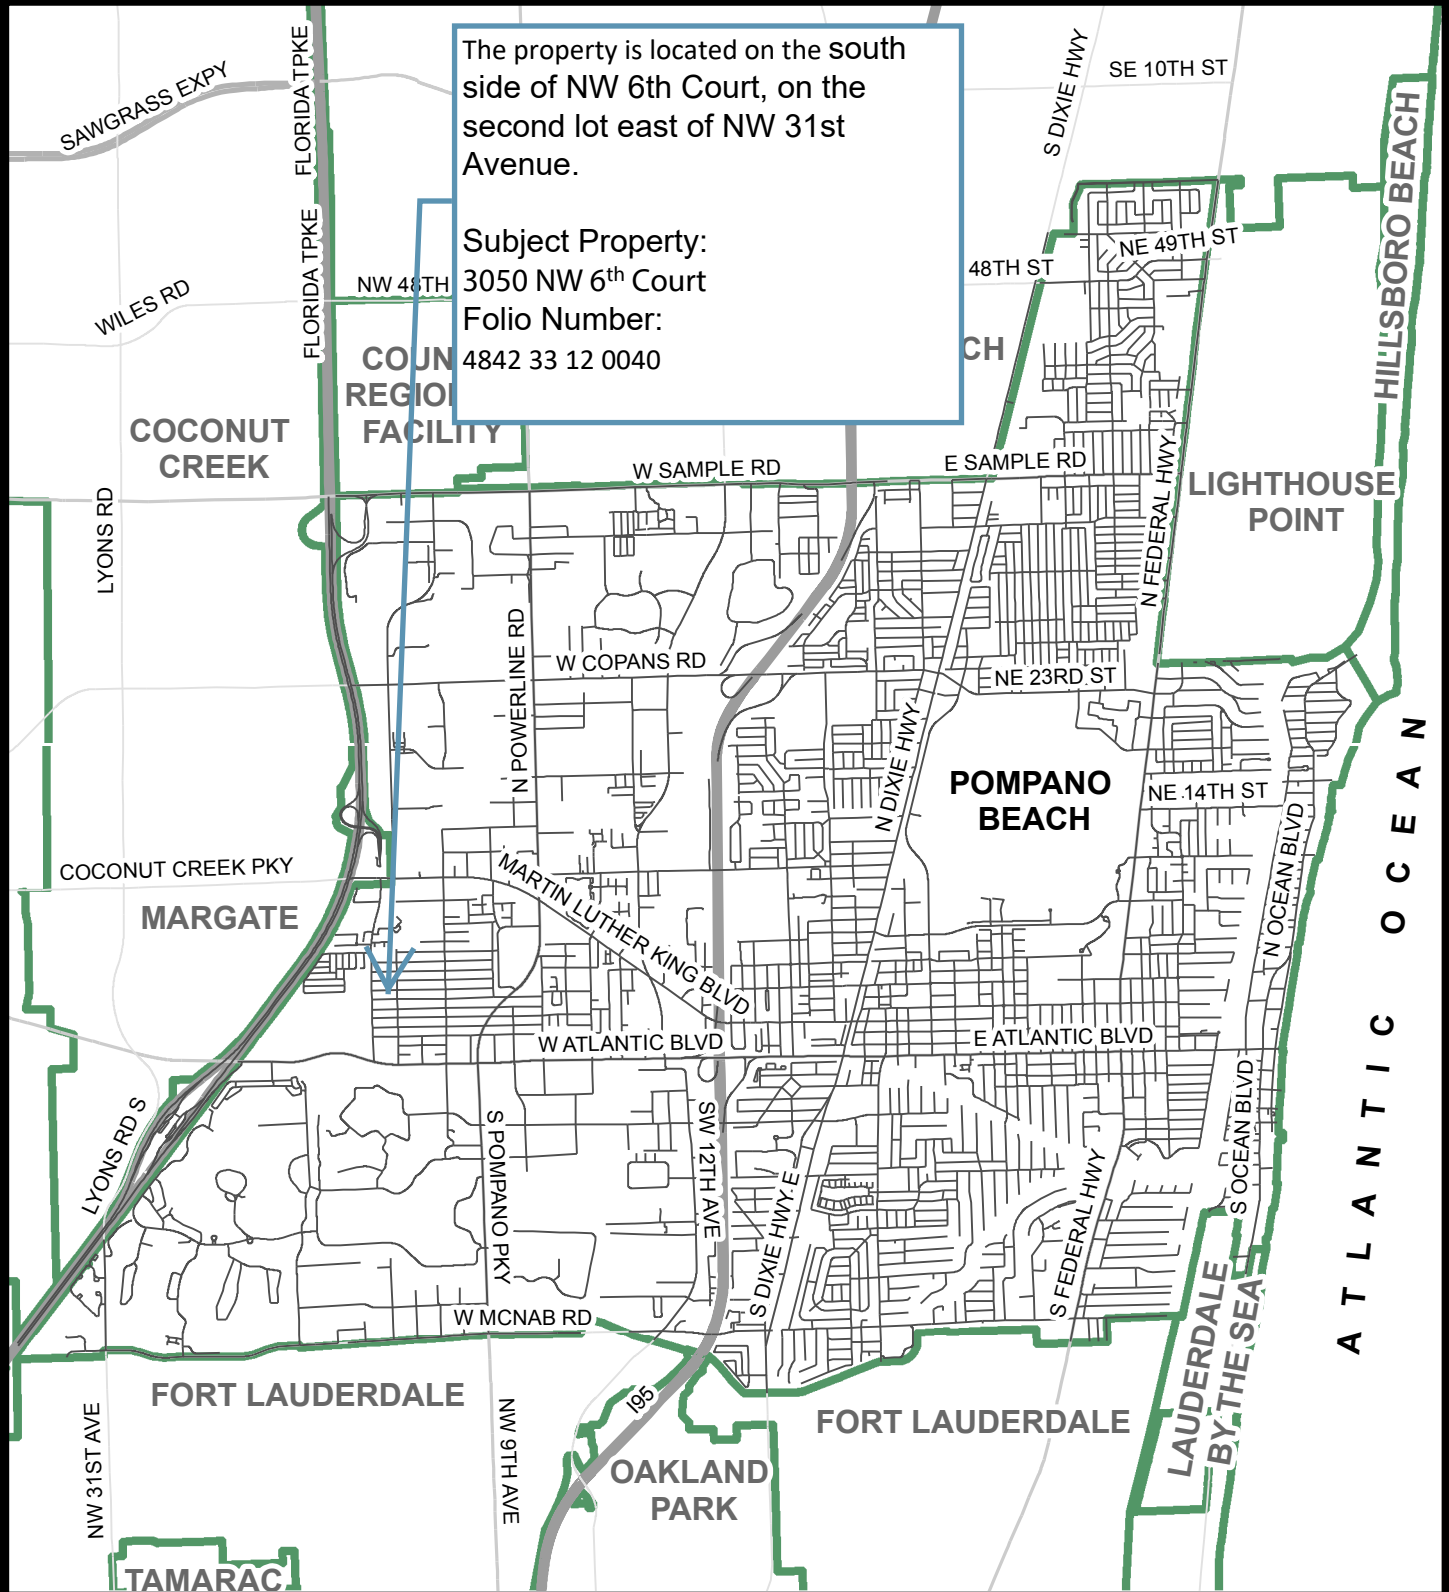 The property is located on the south
side of NW 6th Court, on the
second lot east of NW 31st
Avenue.
Subject Property:
3050 NW 6th Court
Folio Number:
4842 33 12 0040
SAWGRASS EXPY
FLORIDA TPKE
S DIXIE HWY
SE 10TH ST
HILLSBORO BEACH
FLORIDA TPKE
NE 49TH ST
48TH ST
NW 48TH
WILES RD
COUN
REGIO
FACILITY
CH
COCONUT
CREEK
W SAMPLE RD
E SAMPLE RD
LIGHTHOUSE
POINT
LYONS RD
N FEDERAL HWY
N POWERLINE RD
W COPANS RD
NE 23RD ST
N DIXIE HWY
POMPANO
BEACH
NE 14TH ST
ATLANTIC OCEAN
COCONUT CREEK PKY
MARTIN LUTHER KING BLVD
N OCEAN BLVD
MARGATE
W ATLANTIC BLVD
E ATLANTIC BLVD
LYONS RD S
S POMPANO PKY
SW 12TH AVE
S DIXIE HWY E
S FEDERAL HWY
S OCEAN BLVD
W MCNAB RD
LAUDERDALE
BY THE SEA
FORT LAUDERDALE
I95
FORT LAUDERDALE
NW 31ST AVE
NW 9TH AVE
OAKLAND
PARK
TAMARAC